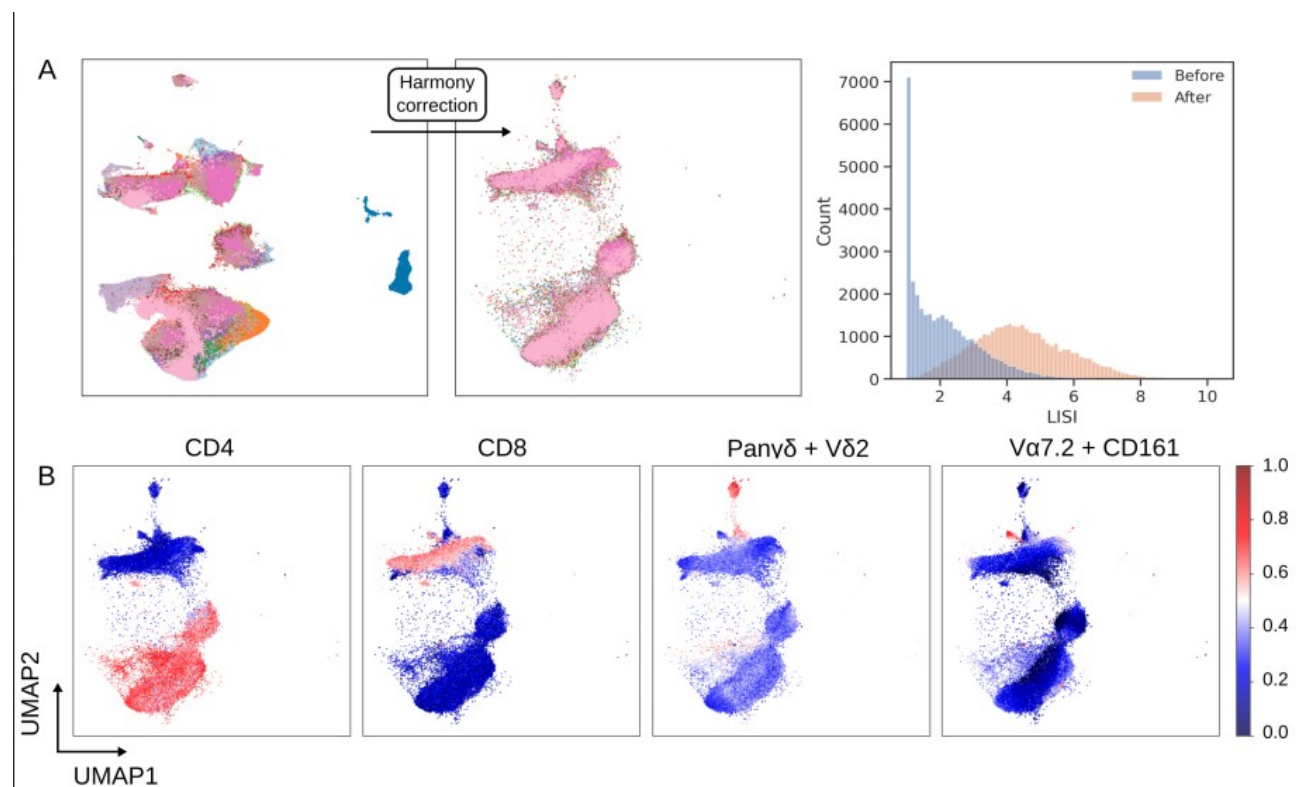 A
Harmony
correction
Before
After
7000
6000
5000
4000
3000
2000
1000
0
Count
2 4 6 8 10
LISI
B
CD4
CD8
Panγδ + Vδ2
Vα7.2 + CD161
1.0
0.8
0.6
0.4
0.2
0.0
UMAP2
UMAP1